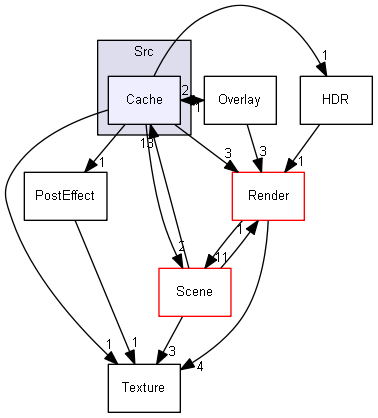 Src
1
Cache
2
1
Overlay
HDR
13
3
3
1
1
PostEffect
Render
1
2
11
Scene
1
1
3
4
Texture